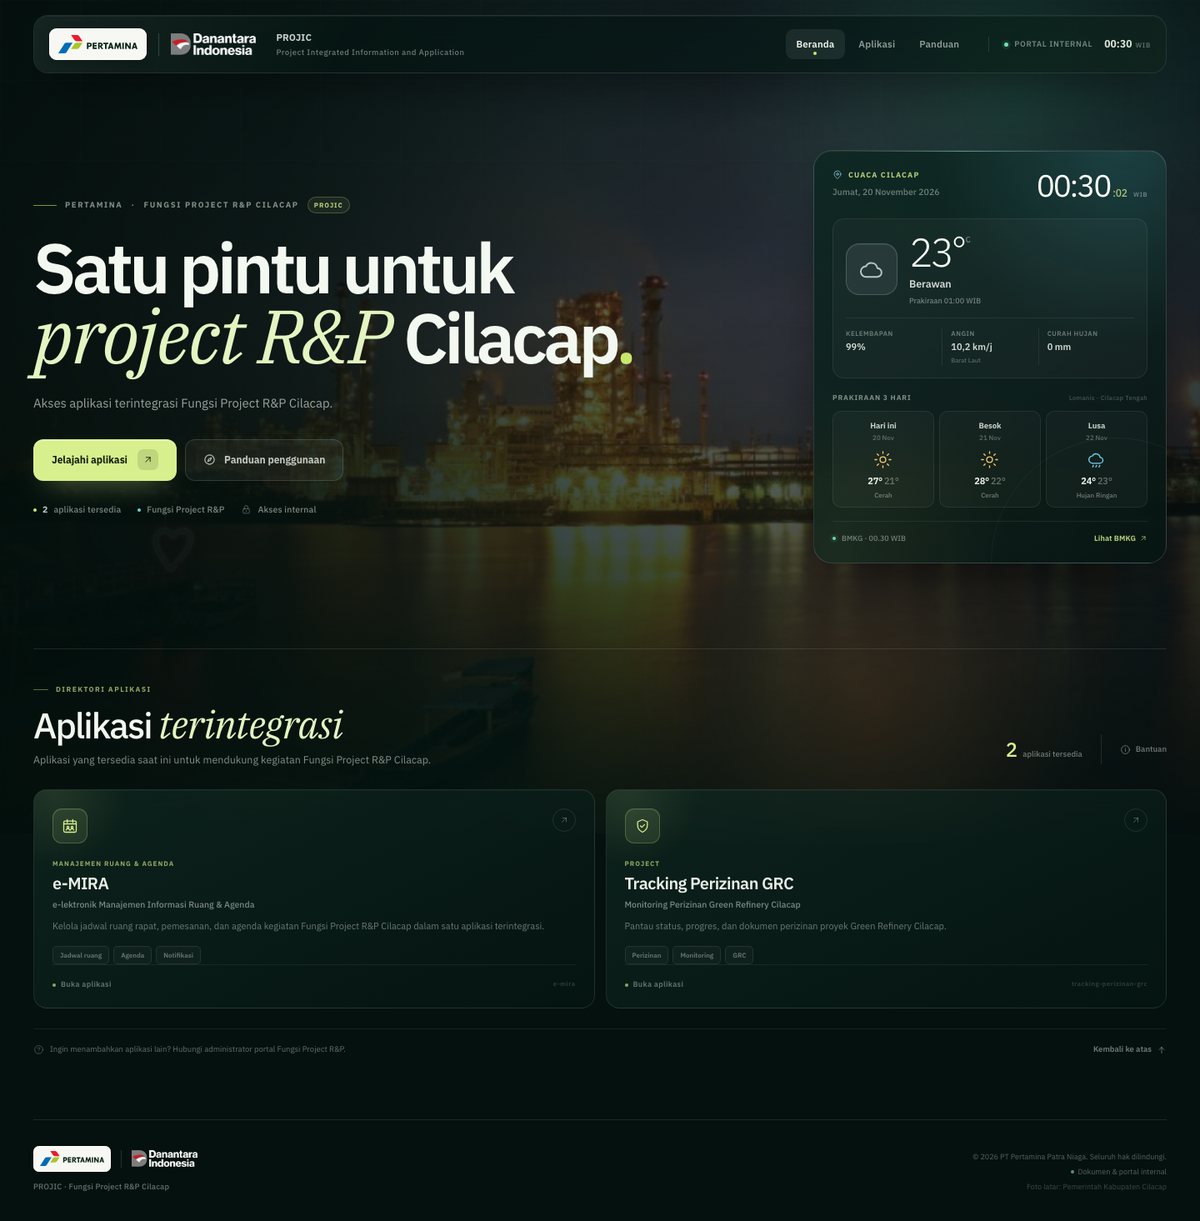 PERTAMINA
Danantara
Indonesia
PROJIC
Project Integrated Information and Application
Beranda
Aplikasi
Panduan
PORTAL INTERNAL
00:30 WIB
PERTAMINA · FUNGSI PROJECT R&P CILACAP
PROJIC
Satu pintu untuk
project R&P Cilacap.
Akses aplikasi terintegrasi Fungsi Project R&P Cilacap.
Jelajahi aplikasi
Panduan penggunaan
2 aplikasi tersedia
Fungsi Project R&P
Akses internal
CUACA CILACAP
Jumat, 20 November 2026
00:30:02 WIB
23°C
Berawan
Prakiraan 01:00 WIB
KELEMBAPAN
99%
ANGIN
10,2 km/j
Barat Laut
CURAH HUJAN
0 mm
PRAKIRAAN 3 HARI
Lomanis · Cilacap Tengah
Hari ini
20 Nov
27° 21°
Cerah
Besok
21 Nov
28° 22°
Cerah
Lusa
22 Nov
24° 23°
Hujan Ringan
BMKG · 00.30 WIB
Lihat BMKG
DIREKTORI APLIKASI
Aplikasi terintegrasi
Aplikasi yang tersedia saat ini untuk mendukung kegiatan Fungsi Project R&P Cilacap.
2 aplikasi tersedia
Bantuan
MANAJEMEN RUANG & AGENDA
e-MIRA
e-lektronik Manajemen Informasi Ruang & Agenda
Kelola jadwal ruang rapat, pemesanan, dan agenda kegiatan Fungsi Project R&P Cilacap dalam satu aplikasi terintegrasi.
Jadwal ruang
Agenda
Notifikasi
Buka aplikasi
e-mira
PROJECT
Tracking Perizinan GRC
Monitoring Perizinan Green Refinery Cilacap
Pantau status, progres, dan dokumen perizinan proyek Green Refinery Cilacap.
Perizinan
Monitoring
GRC
Buka aplikasi
tracking-perizinan-grc
Ingin menambahkan aplikasi lain? Hubungi administrator portal Fungsi Project R&P.
Kembali ke atas
PERTAMINA
Danantara
Indonesia
PROJIC · Fungsi Project R&P Cilacap
© 2026 PT Pertamina Patra Niaga. Seluruh hak dilindungi.
Dokumen & portal internal
Foto latar: Pemerintah Kabupaten Cilacap